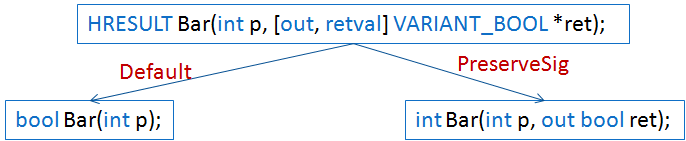 HRESULT Bar(int p, [out, retval] VARIANT_BOOL *ret);
Default
PreserveSig
bool Bar(int p);
int Bar(int p, out bool ret);